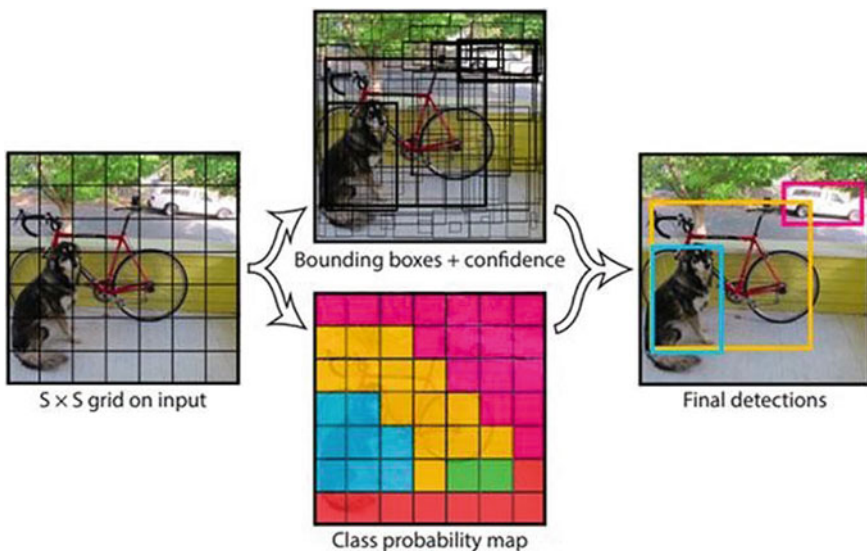 S × S grid on input
Bounding boxes + confidence
Class probability map
Final detections